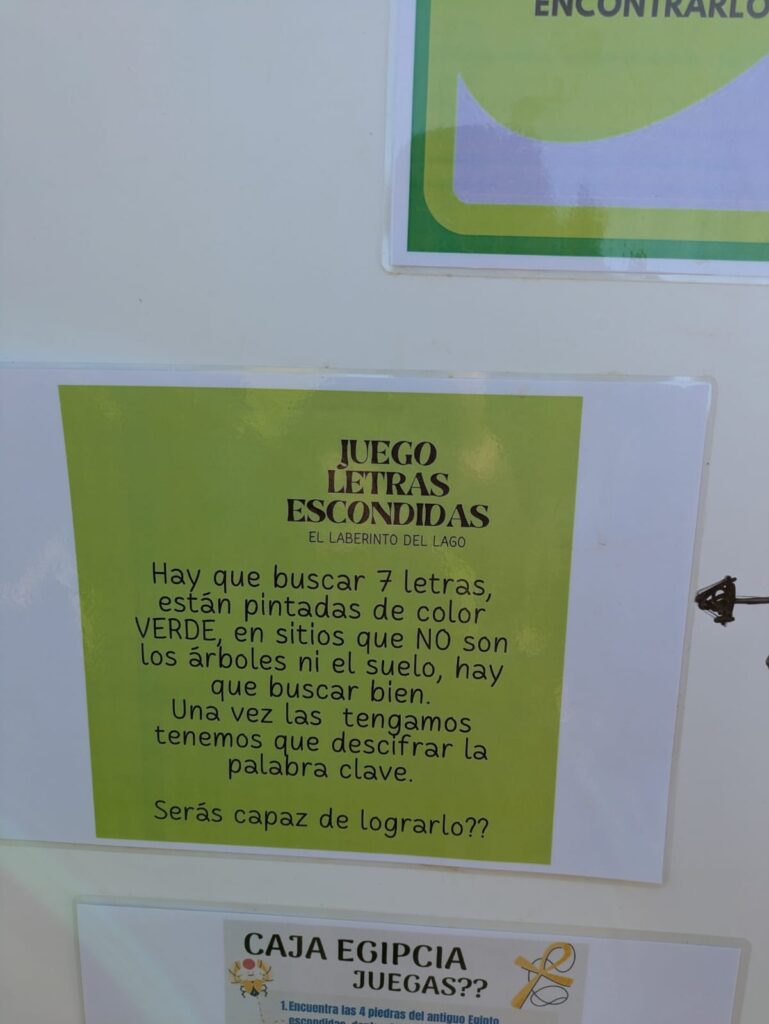 ENCONTRARLO
JUEGO
LETRAS
ESCONDIDAS
EL LABERINTO DEL LAGO
Hay que buscar 7 letras,
están pintadas de color
VERDE, en sitios que NO son
los árboles ni el suelo, hay
que buscar bien.
Una vez las tengamos
tenemos que descifrar la
palabra clave.
Serás capaz de lograrlo??
CAJA EGIPCIA
JUEGAS??
1. Encuentra las 4 piedras del antiguo Egipto
escondidas